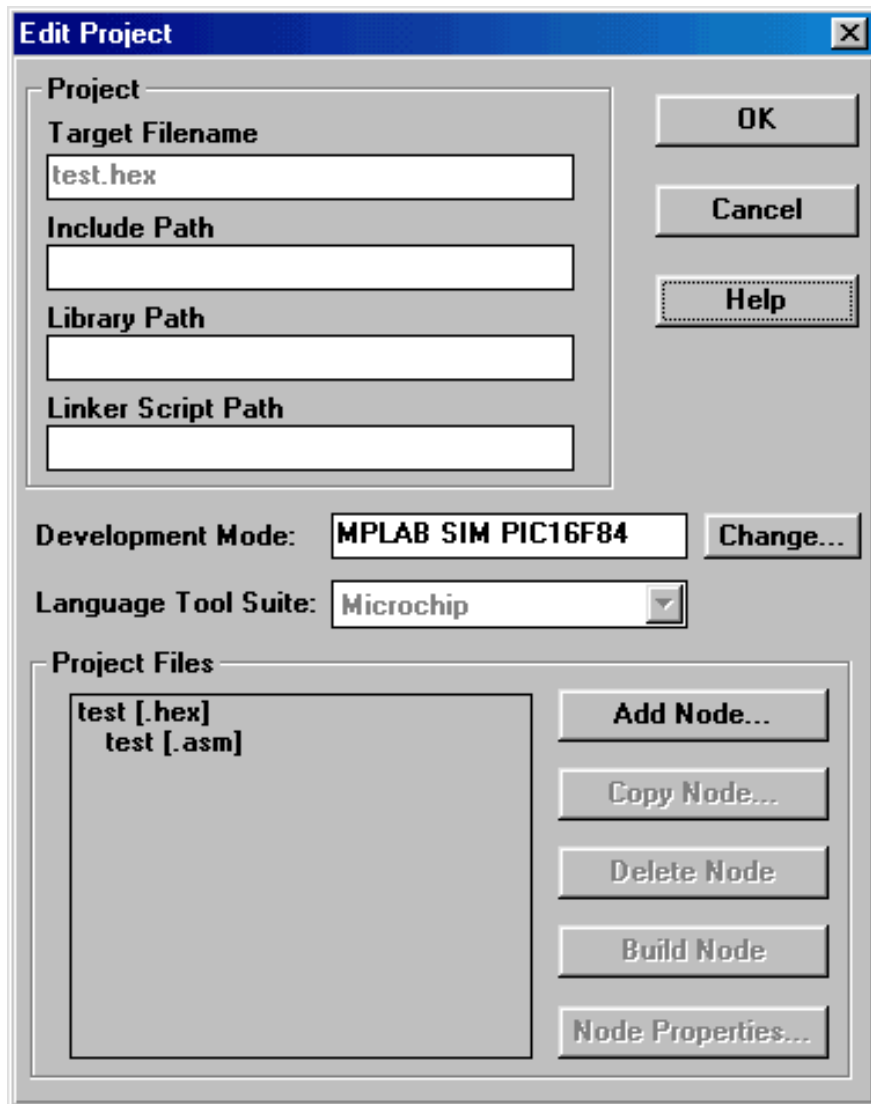 Edit Project
Project
Target Filename
test.hex
Include Path
Library Path
Linker Script Path
OK
Cancel
Help
Development Mode: MPLAB SIM PIC16F84 Change...
Language Tool Suite: Microchip
Project Files
test [.hex]
test [.asm]
Add Node...
Copy Node...
Delete Node
Build Node
Node Properties...